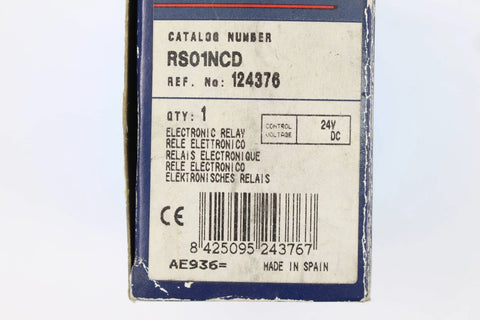 CATALOG NUMBER
RS01NCD
REF. No: 124376
QTY: 1
ELECTRONIC RELAY
RELE ELETTRONICO
RELAIS ELECTRONIQUE
RELE ELECTRONICO
ELEKTRONISCHES RELAIS
CONTROL VOLTAGE
24V DC
CE
8 425095 243767
AE936=
MADE IN SPAIN